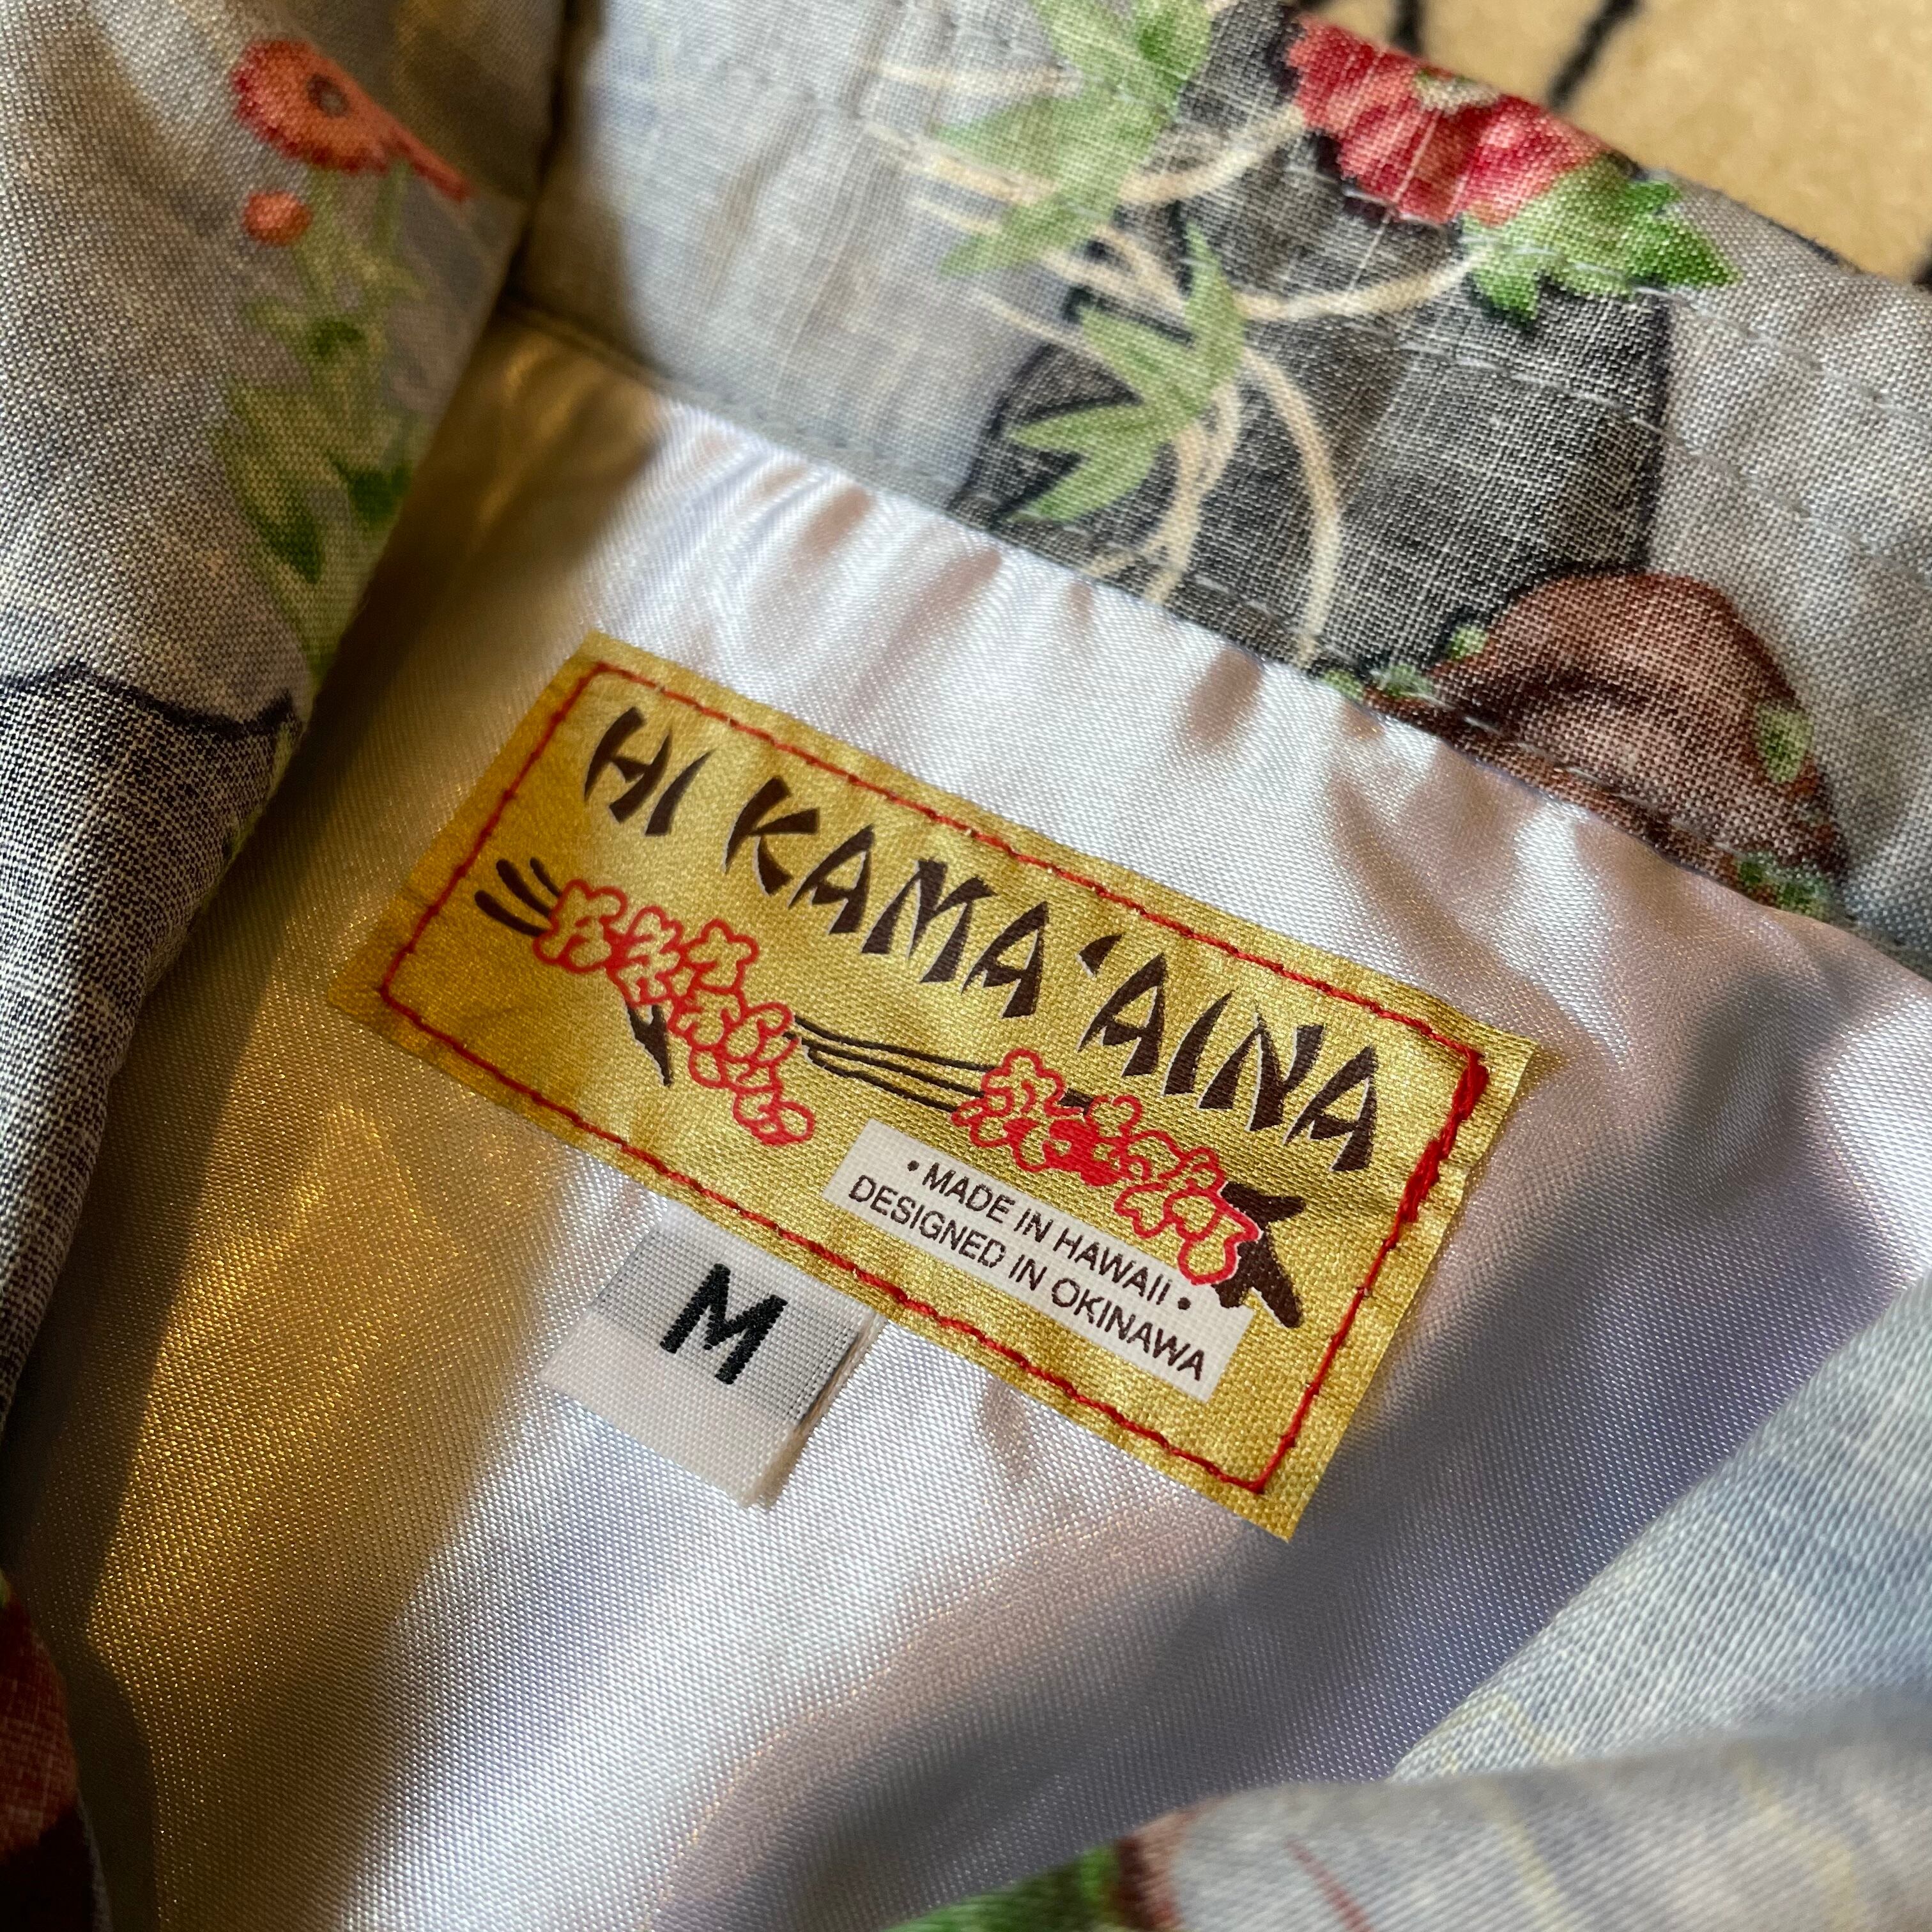 HI KAMA'AINA
• MADE IN HAWAII •
DESIGNED IN OKINAWA
M